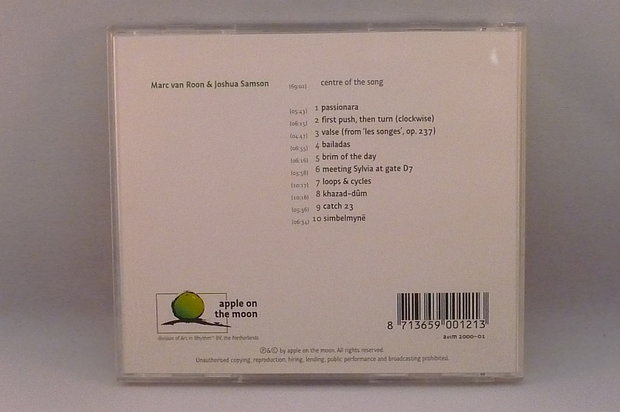 Marc van Roon & Joshua Samson [69:02] centre of the song
[05:43] 1 passionara
[06:15] 2 first push, then turn (clockwise)
[04:47] 3 valse (from 'les songes', op. 237)
[06:55] 4 bailadas
[06:16] 5 brim of the day
[05:58] 6 meeting Sylvia at gate D7
[10:17] 7 loops & cycles
[10:18] 8 khazad-dûm
[05:36] 9 catch 23
[06:34] 10 simbelmynë
apple on
the moon
division of Art in Rhythm BV, the Netherlands
8 713659 001213
aotM 2000-01
℗&© by apple on the moon. All rights reserved.
Unauthorised copying, reproduction, hiring, lending, public performance and broadcasting prohibited.